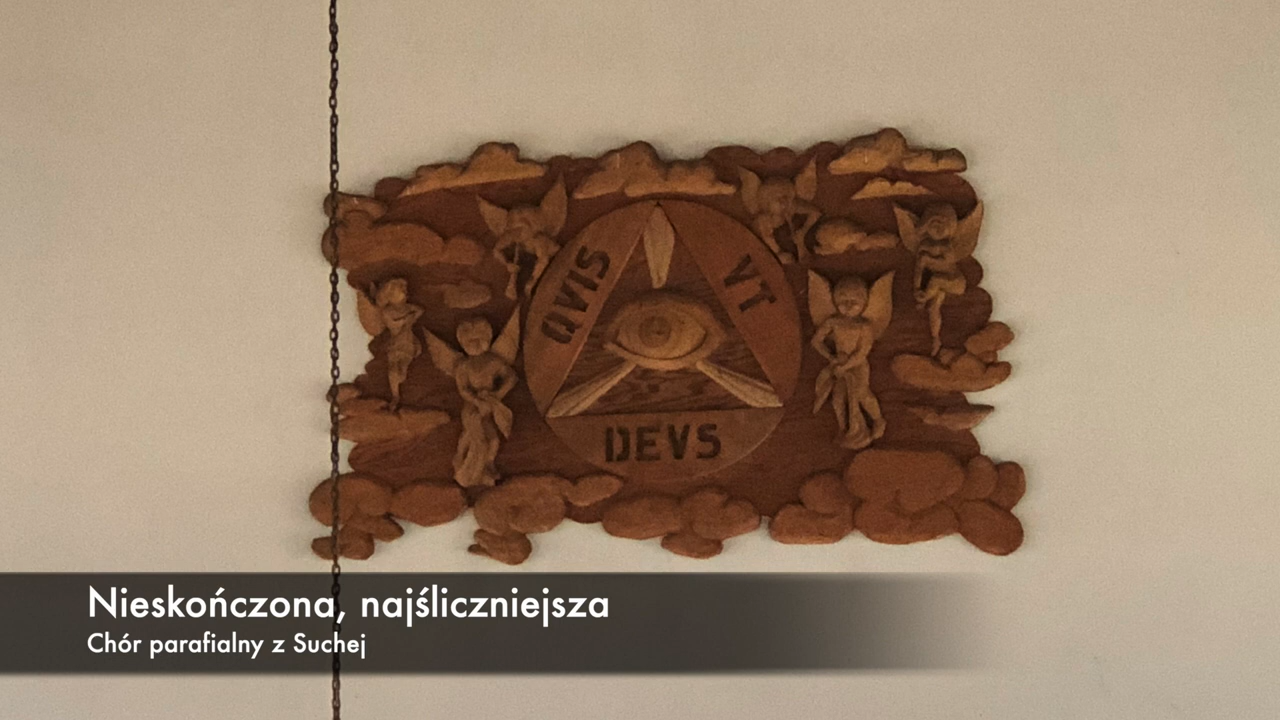 QVIS
VT
DEVS
Nieskończona, najśliczniejsza
Chór parafialny z Suchej